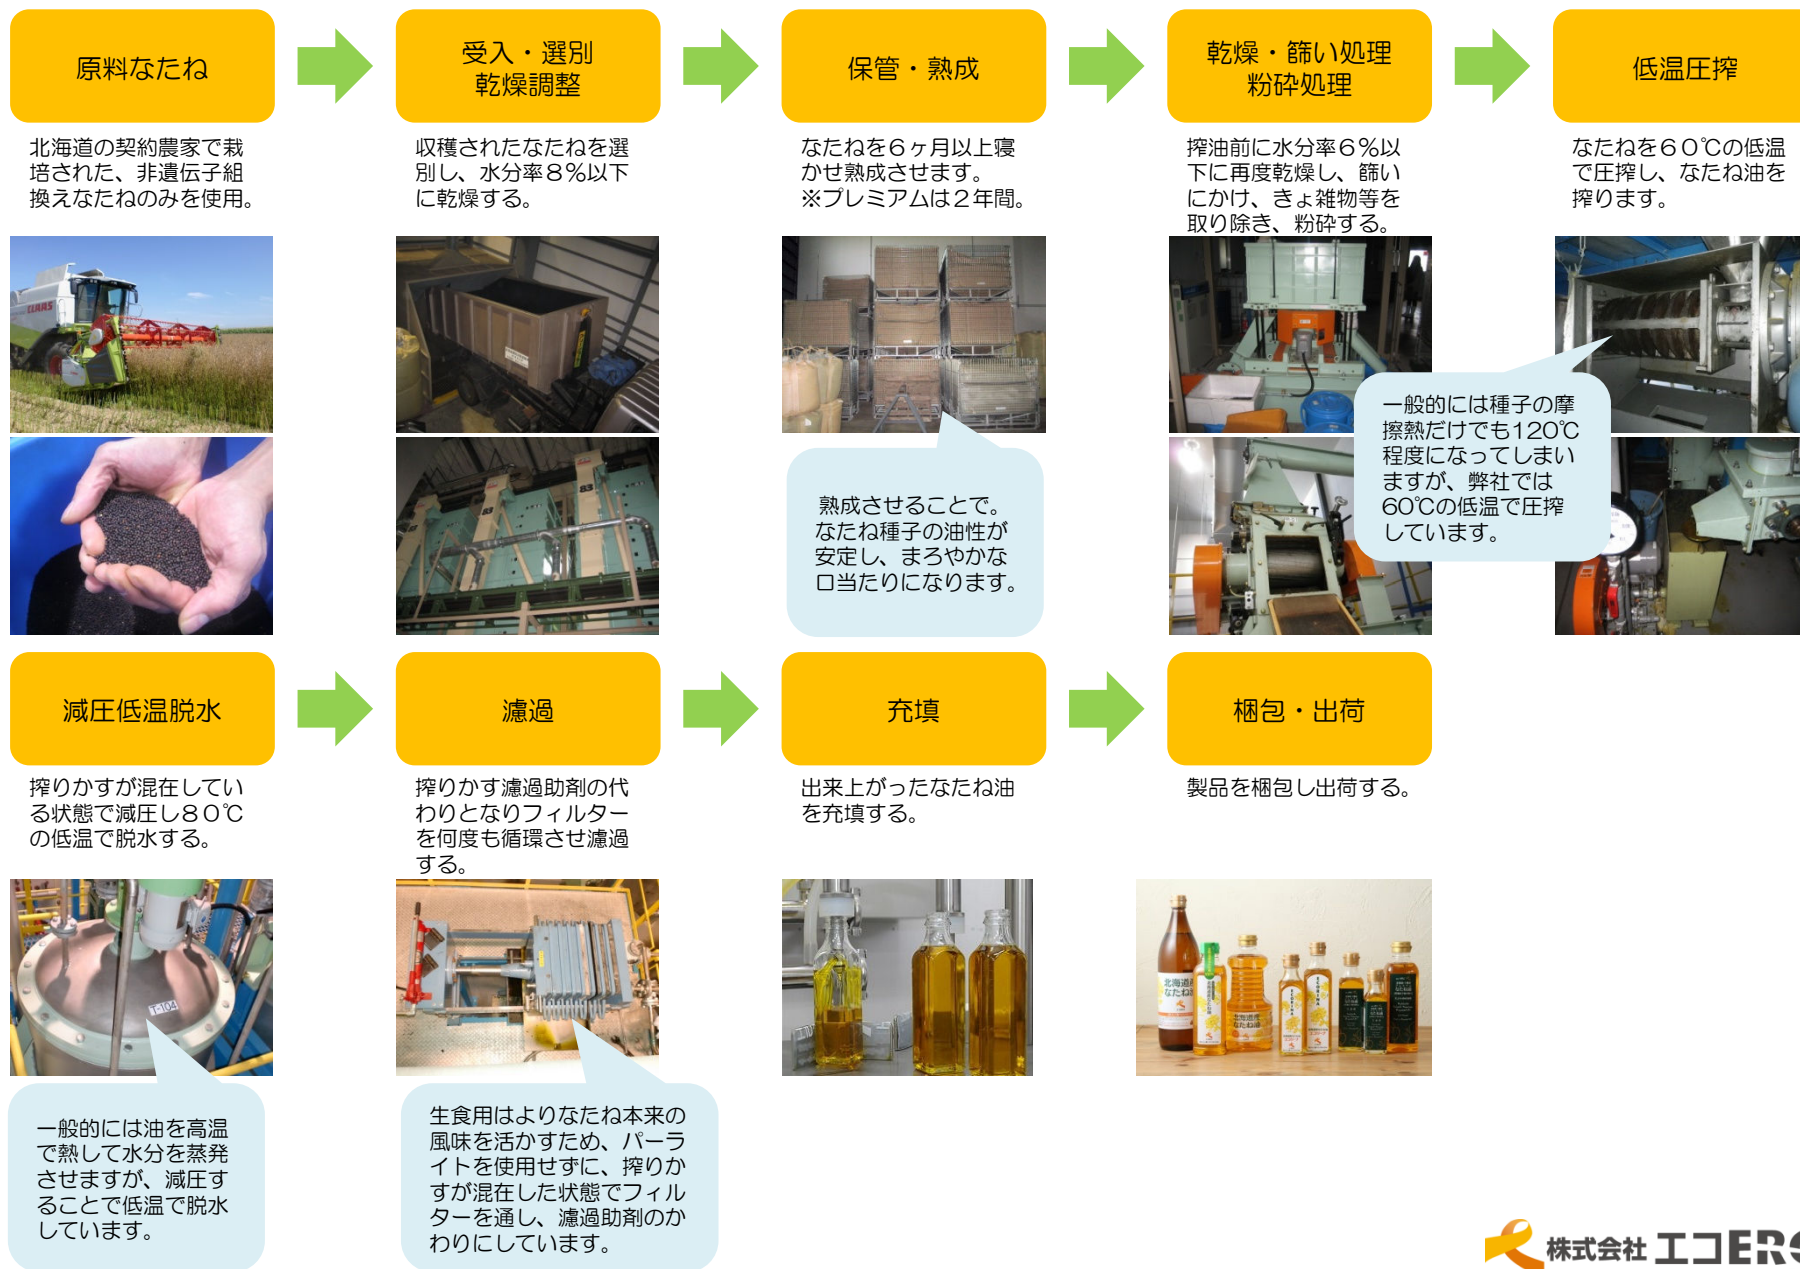 原料なたね
北海道の契約農家で栽
培された、非遺伝子組
換えなたねのみを使用。
CLAAS
受入・選別
乾燥調整
収穫されたなたねを選
別し、水分率8%以下
に乾燥する。
83
保管・熟成
なたねを6ヶ月以上寝
かせ熟成させます。
※プレミアムは2年間。
熟成させることで。
なたね種子の油性が
安定し、まろやかな
口当たりになります。
乾燥・篩い処理
粉砕処理
搾油前に水分率6%以
下に再度乾燥し、篩い
にかけ、きょ雑物等を
取り除き、粉砕する。
低温圧搾
なたねを60℃の低温
で圧搾し、なたね油を
搾ります。
一般的には種子の摩
擦熱だけでも120℃
程度になってしまい
ますが、弊社では
60℃の低温で圧搾
しています。
減圧低温脱水
搾りかすが混在してい
る状態で減圧し80℃
の低温で脱水する。
T-104
一般的には油を高温
で熱して水分を蒸発
させますが、減圧す
ることで低温で脱水
しています。
濾過
搾りかす濾過助剤の代
わりとなりフィルター
を何度も循環させ濾過
する。
生食用はよりなたね本来の
風味を活かすため、パーラ
イトを使用せずに、搾りか
すが混在した状態でフィル
ターを通し、濾過助剤のか
わりにしています。
充填
出来上がったなたね油
を充填する。
梱包・出荷
製品を梱包し出荷する。
北海道産
なたね油
北海道産
なたね油
株式会社 エコERC